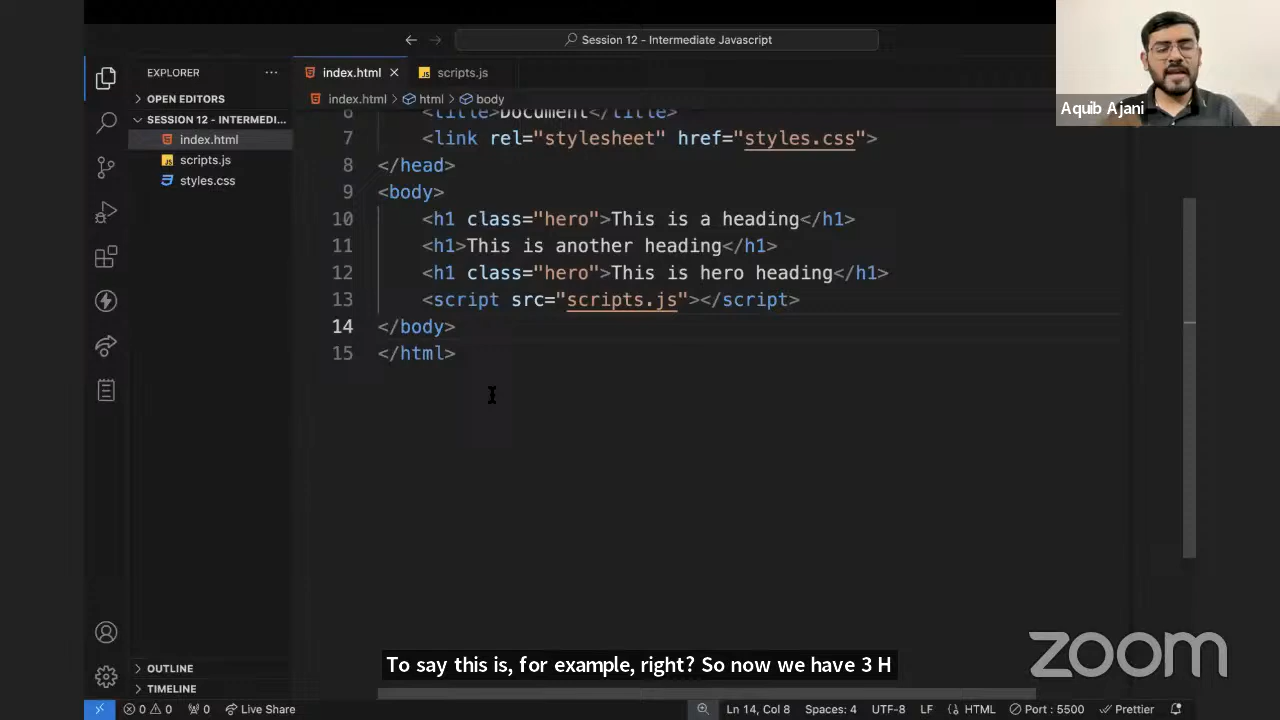 Session 12 - Intermediate Javascript
Aquib Ajani
EXPLORER
index.html
scripts.js
OPEN EDITORS
index.html > html > body
SESSION 12 - INTERMEDI...
index.html
scripts.js
styles.css
6 <title>Document</title>
7 <link rel="stylesheet" href="styles.css">
8 </head>
9 <body>
10 <h1 class="hero">This is a heading</h1>
11 <h1>This is another heading</h1>
12 <h1 class="hero">This is hero heading</h1>
13 <script src="scripts.js"></script>
14 </body>
15 </html>
To say this is, for example, right? So now we have 3 H
zoom
OUTLINE
TIMELINE
0 0 0 Live Share Ln 14, Col 8 Spaces: 4 UTF-8 LF HTML Port : 5500 Prettier